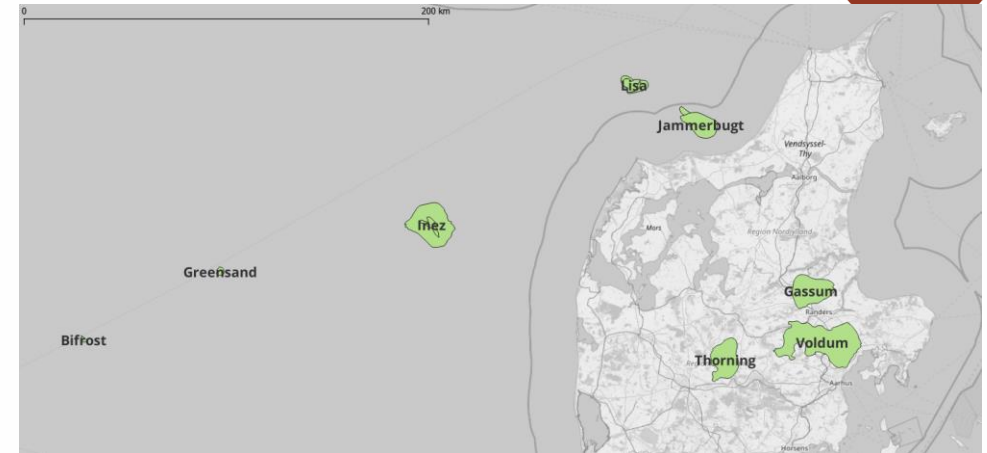 0
200 km
Lisa
Jammerbugt
Vendsyssel-
Thy
Aalborg
Inez
Mors
Region Nordjylland
Greensand
Gassum
Randers
Bifrost
Voldum
Thorning
Aarhus
Horsens